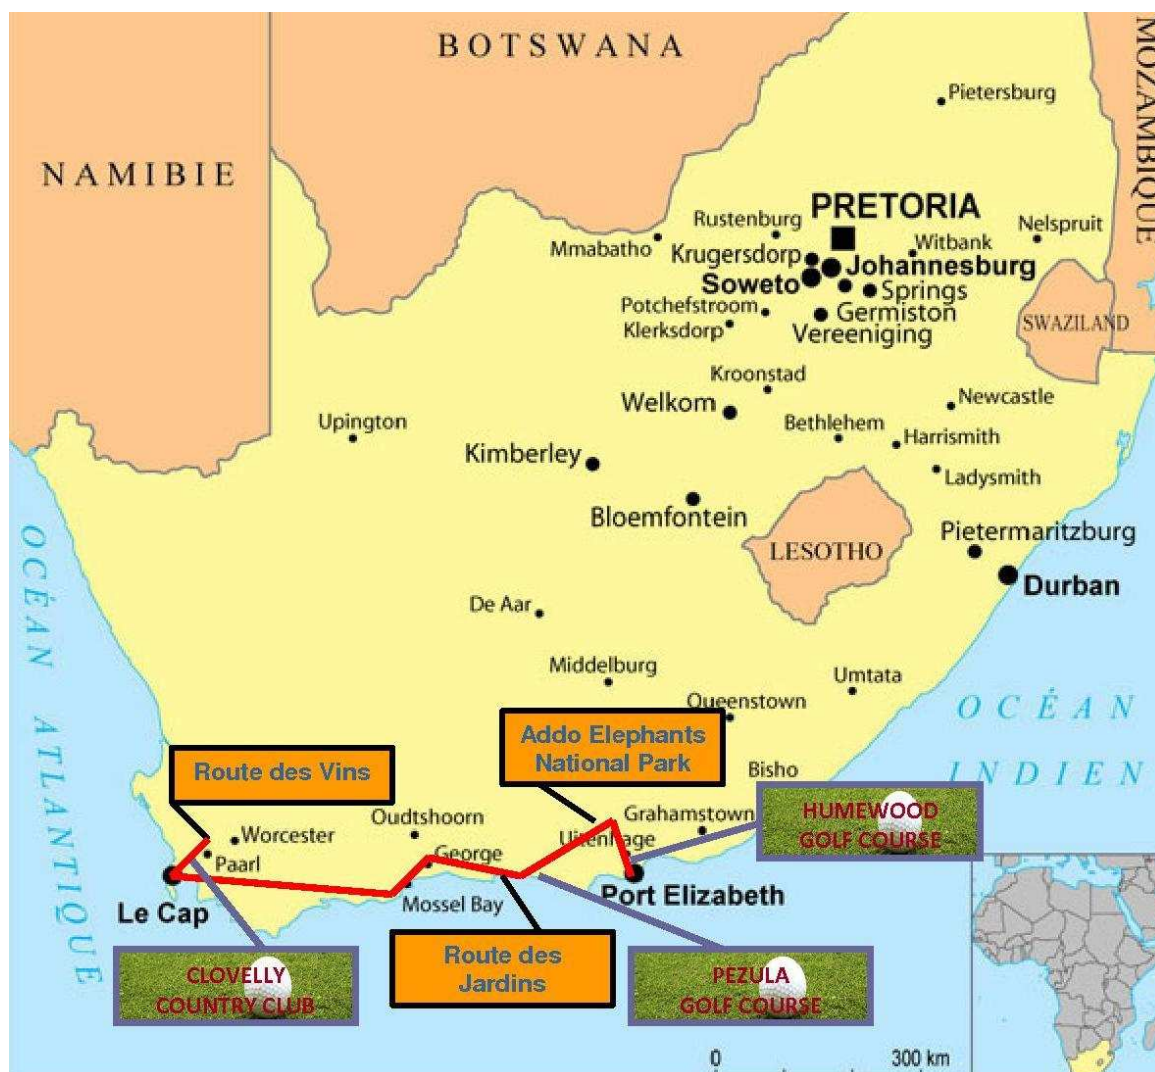 BOTSWANA
MOZAMBIQUE
Pietersburg
NAMIBIE
PRETORIA
Rustenburg
Nelspruit
Mmabatho
Witbank
Krugersdorp
Johannesburg
Soweto
Springs
Potchefstroom
Germiston
SWAZILAND
Klerksdorp
Vereeniging
Kroonstad
Newcastle
Welkom
Upington
Bethlehem
Harrismith
Kimberley
Ladysmith
Bloemfontein
Pietermaritzburg
LESOTHO
Durban
De Aar
OCÉAN
ATLANTIQUE
Middelburg
Umtata
Queenstown
OCÉAN
INDIEN
Addo Elephants
National Park
Route des Vins
Bisho
HUMEWOOD
GOLF COURSE
Oudtshoorn
Grahamstown
Worcester
Uitenhage
George
Paarl
Port Elizabeth
Le Cap
Mossel Bay
Route des
Jardins
CLOVELLY
COUNTRY CLUB
PEZULA
GOLF COURSE
0 300 km